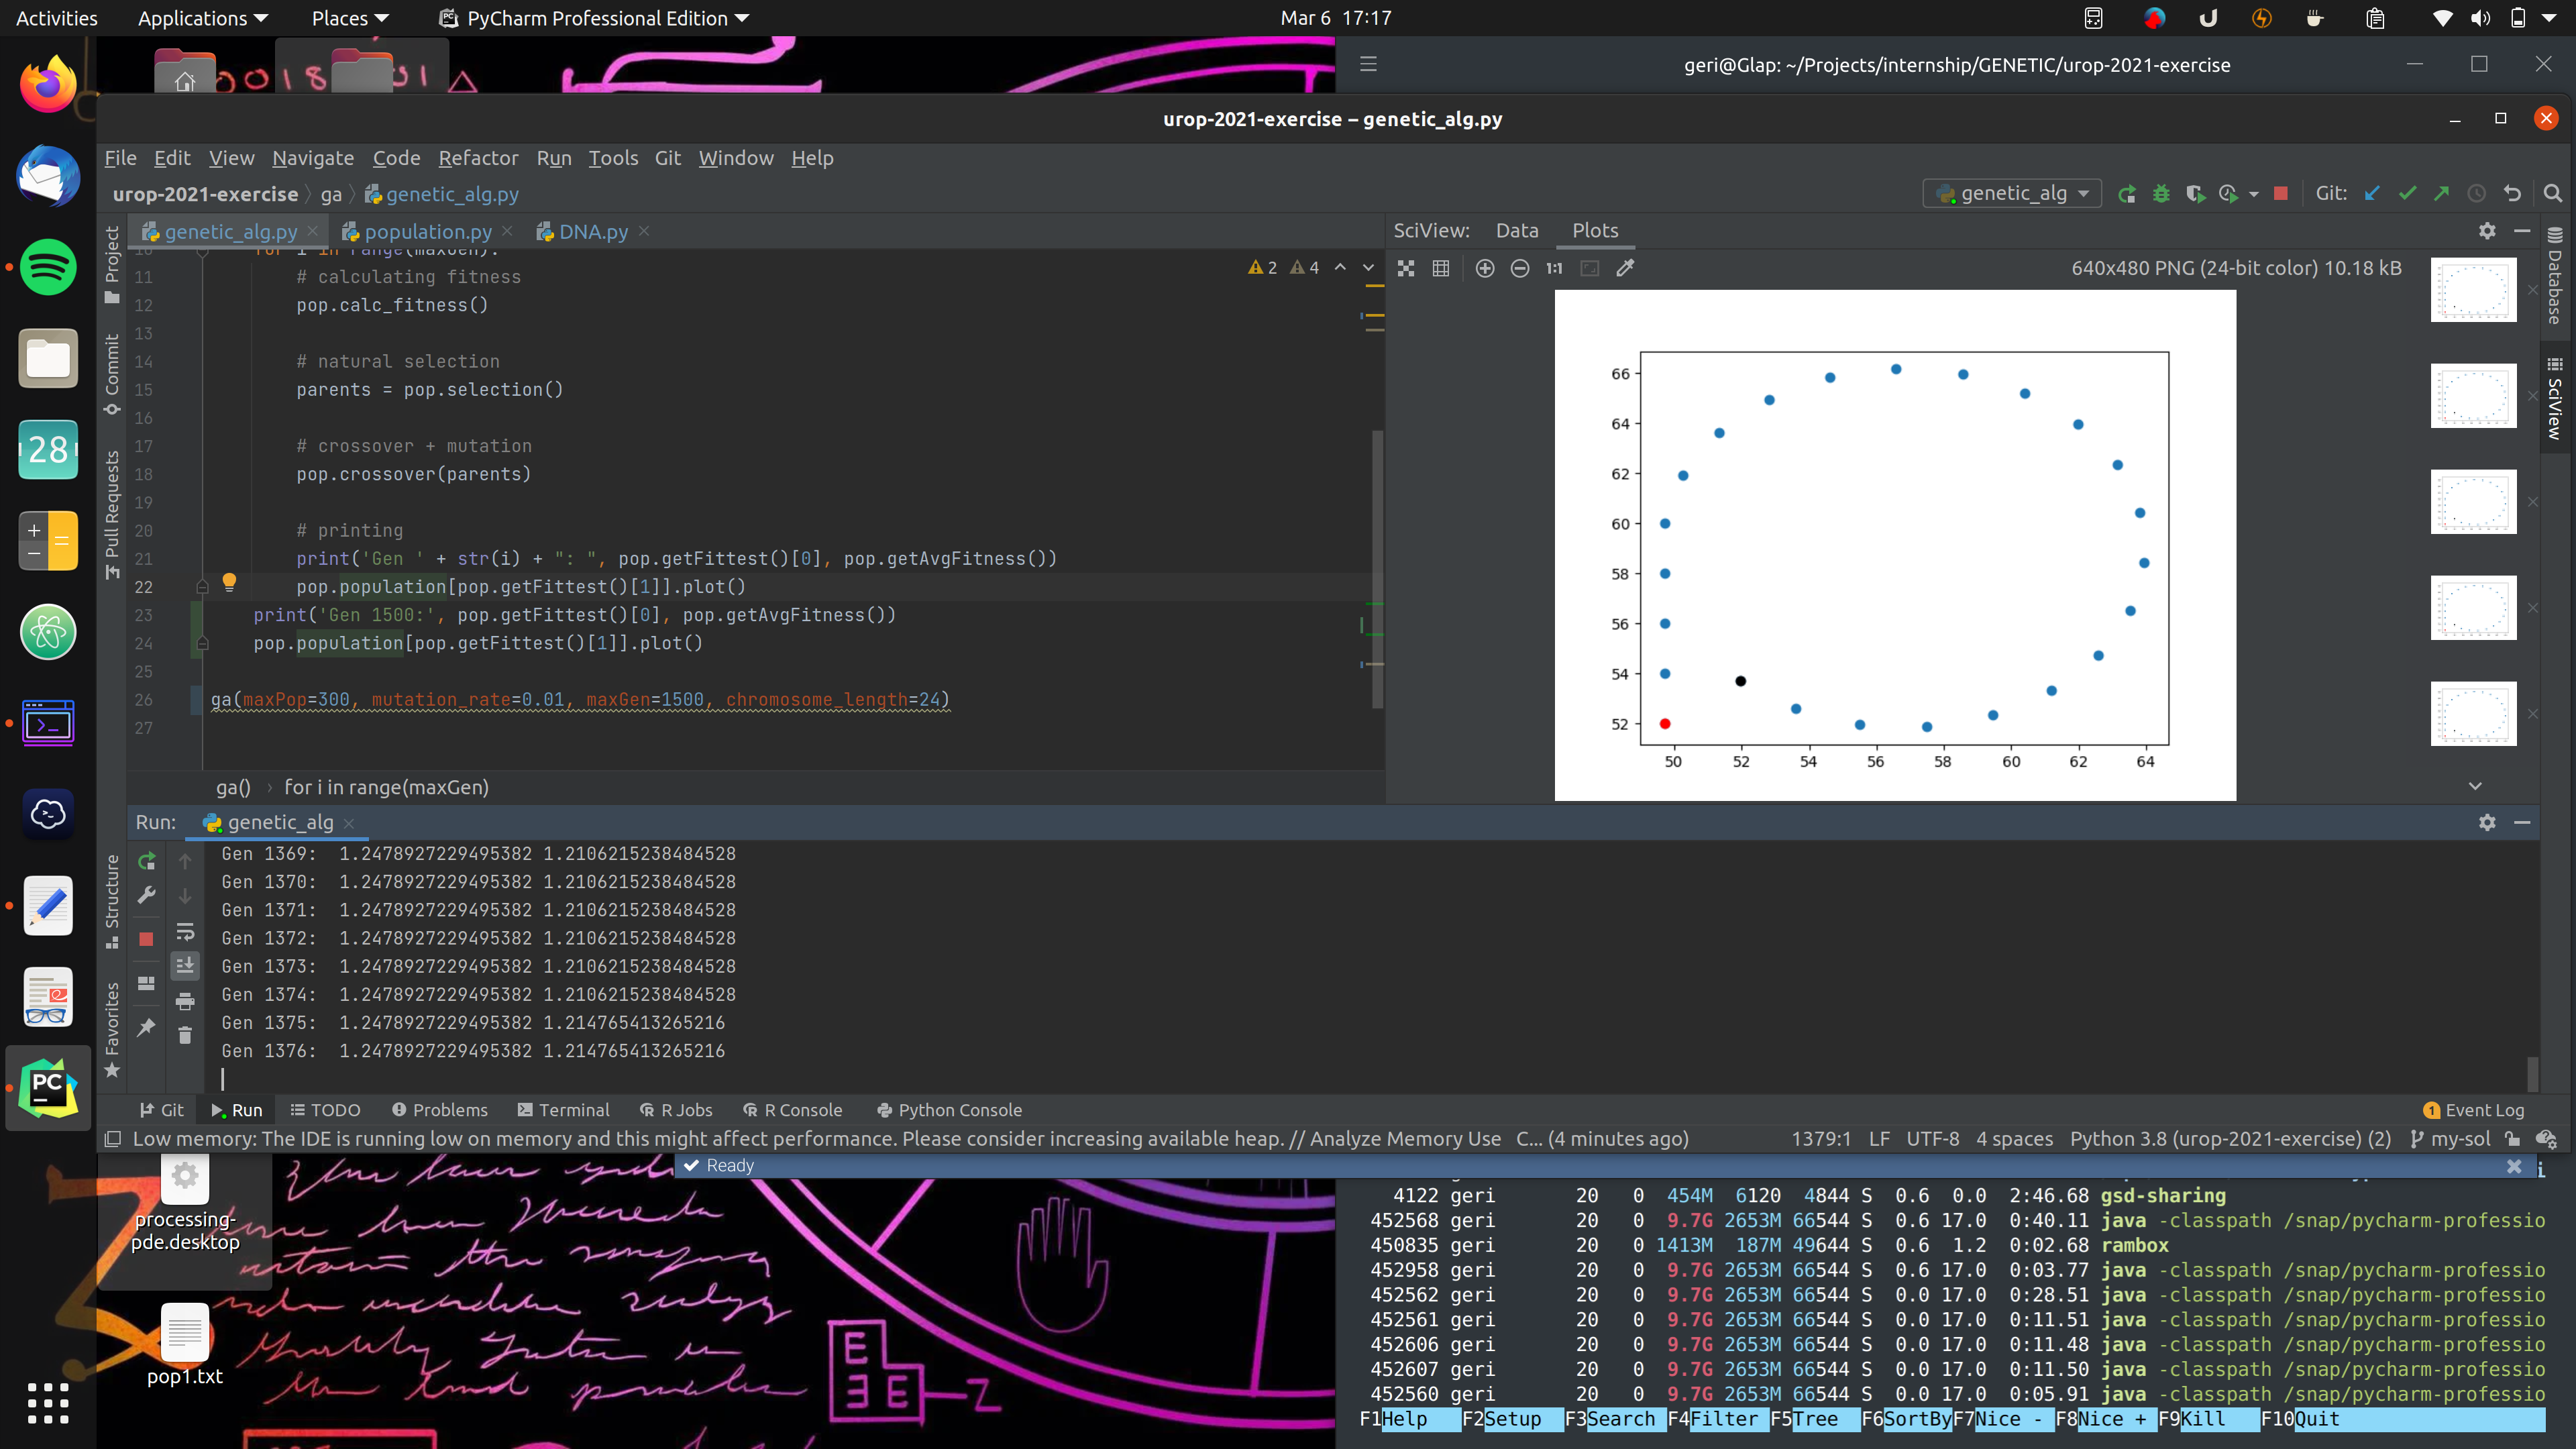 Activities Applications Places PyCharm Professional Edition Mar 6 17:17
0018
geri@Glap: ~/Projects/internship/GENETIC/urop-2021-exercise
urop-2021-exercise – genetic_alg.py
File Edit View Navigate Code Refactor Run Tools Git Window Help
urop-2021-exercise ga genetic_alg.py genetic_alg Git:
genetic_alg.py population.py DNA.py SciView: Data Plots
10 for i in range(maxGen):
2 4
11 # calculating fitness
12 pop.calc_fitness()
13
14 # natural selection
15 parents = pop.selection()
16
17 # crossover + mutation
18 pop.crossover(parents)
19
20 # printing
21 print('Gen ' + str(i) + ": ", pop.getFittest()[0], pop.getAvgFitness())
22 pop.population[pop.getFittest()[1]].plot()
23 print('Gen 1500:', pop.getFittest()[0], pop.getAvgFitness())
24 pop.population[pop.getFittest()[1]].plot()
25
26 ga(maxPop=300, mutation_rate=0.01, maxGen=1500, chromosome_length=24)
27
ga() › for i in range(maxGen)
1:1 640x480 PNG (24-bit color) 10.18 kB
66
64
62
60
58
56
54
52
50 52 54 56 58 60 62 64
Project
Commit
Pull Requests
Structure
Favorites
Database
SciView
28
Run: genetic_alg
Gen 1369: 1.2478927229495382 1.2106215238484528
Gen 1370: 1.2478927229495382 1.2106215238484528
Gen 1371: 1.2478927229495382 1.2106215238484528
Gen 1372: 1.2478927229495382 1.2106215238484528
Gen 1373: 1.2478927229495382 1.2106215238484528
Gen 1374: 1.2478927229495382 1.2106215238484528
Gen 1375: 1.2478927229495382 1.214765413265216
Gen 1376: 1.2478927229495382 1.214765413265216
PC
Git Run TODO Problems Terminal R Jobs R Console Python Console 1 Event Log
Low memory: The IDE is running low on memory and this might affect performance. Please consider increasing available heap. // Analyze Memory Use C... (4 minutes ago) 1379:1 LF UTF-8 4 spaces Python 3.8 (urop-2021-exercise) (2) my-sol
Ready
processing-
pde.desktop
pop1.txt
4122 geri 20 0 454M 6120 4844 S 0.6 0.0 2:46.68 gsd-sharing
452568 geri 20 0 9.7G 2653M 66544 S 0.6 17.0 0:40.11 java -classpath /snap/pycharm-professio
450835 geri 20 0 1413M 187M 49644 S 0.6 1.2 0:02.68 rambox
452958 geri 20 0 9.7G 2653M 66544 S 0.6 17.0 0:03.77 java -classpath /snap/pycharm-professio
452562 geri 20 0 9.7G 2653M 66544 S 0.0 17.0 0:28.51 java -classpath /snap/pycharm-professio
452561 geri 20 0 9.7G 2653M 66544 S 0.0 17.0 0:11.51 java -classpath /snap/pycharm-professio
452606 geri 20 0 9.7G 2653M 66544 S 0.0 17.0 0:11.48 java -classpath /snap/pycharm-professio
452607 geri 20 0 9.7G 2653M 66544 S 0.0 17.0 0:11.50 java -classpath /snap/pycharm-professio
452560 geri 20 0 9.7G 2653M 66544 S 0.0 17.0 0:05.91 java -classpath /snap/pycharm-professio
F1Help F2Setup F3Search F4Filter F5Tree F6SortBy F7Nice - F8Nice + F9Kill F10Quit